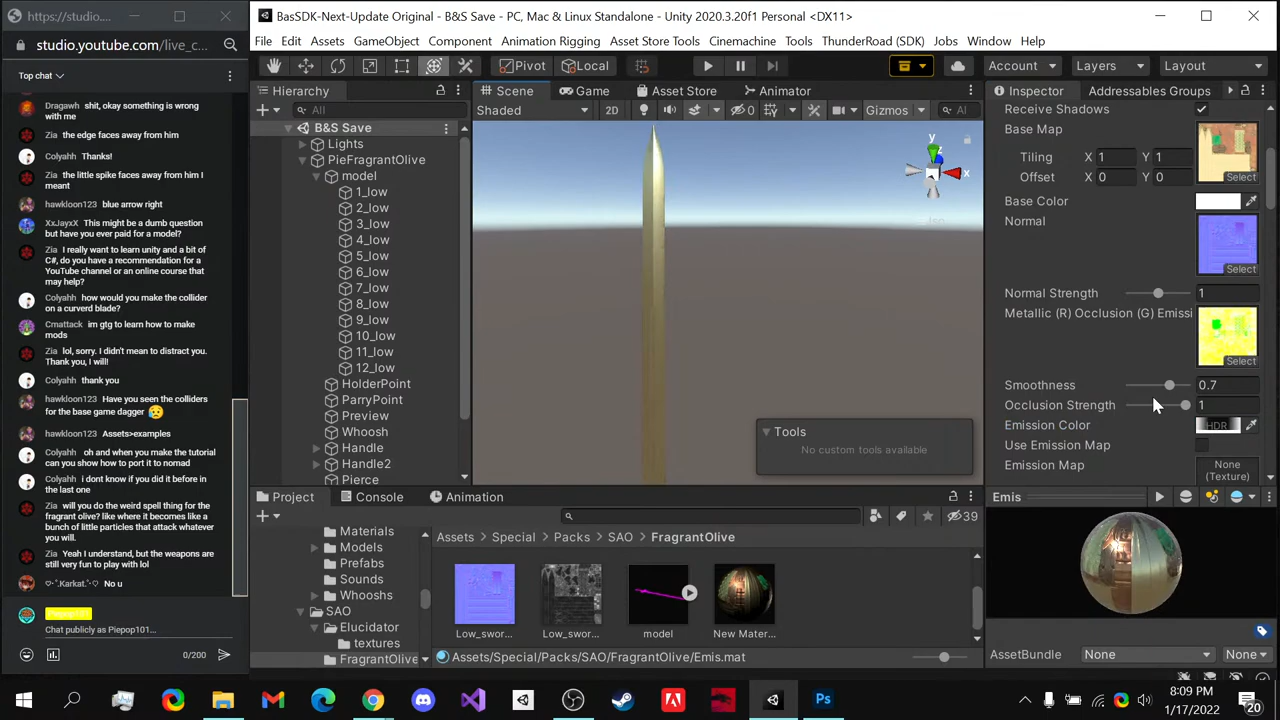 https://studio....
BasSDK-Next-Update Original - B&S Save - PC, Mac & Linux Standalone - Unity 2020.3.20f1 Personal <DX11>
studio.youtube.com/live_c...
File Edit Assets GameObject Component Animation Rigging Asset Store Tools Cinemachine Tools ThunderRoad (SDK) Jobs Window Help
Pivot Local Account Layers Layout
Top chat
Dragawh shit, okay something is wrong
with me
Zia the edge faces away from him
Colyahh Thanks!
Zia the little spike faces away from him I
meant
hawkloon123 blue arrow right
XxJayxX This might be a dumb question
but have you ever paid for a model?
Zia I really want to learn unity and a bit of
C#, do you have a recommendation for a
YouTube channel or an online course that
may help?
Colyahh how would you make the collider
on a curverd blade?
Cmattack im gtg to learn how to make
mods
Zia lol, sorry. I didn't mean to distract you.
Thank you, I will!
Colyahh thank you
hawkloon123 Have you seen the colliders
for the base game dagger 😥
hawkloon123 Assets>examples
Colyahh oh and when you make the tutorial
can you show how to port it to nomad
Colyahh i dont know if you did it before in
the last one
Zia will you do the weird spell thing for the
fragrant olive? like where it becomes like a
bunch of little particles that attack whatever
you will.
Zia Yeah I understand, but the weapons are
still very fun to play with lol
♡･ﾟ.Karkat.ﾟ･♡ No u
Piepop101
Chat publicly as Piepop101...
0/200
Hierarchy
All
B&S Save
Lights
PieFragrantOlive
model
1_low
2_low
3_low
4_low
5_low
6_low
7_low
8_low
9_low
10_low
11_low
12_low
HolderPoint
ParryPoint
Preview
Whoosh
Handle
Handle2
Pierce
Scene Game Asset Store Animator
Shaded 2D 0 Gizmos Al
y
z
x
Iso
Tools
No custom tools available
Inspector Addressables Groups
Receive Shadows
Base Map
Select
Tiling X 1 Y 1
Offset X 0 Y 0
Base Color
Normal
Select
Normal Strength 1
Metallic (R) Occlusion (G) Emissi
Select
Smoothness 0.7
Occlusion Strength 1
Emission Color HDR
Use Emission Map
Emission Map
None
(Texture)
Emis
AssetBundle None None
Project Console Animation
39
Materials
Models
Prefabs
Sounds
Whooshs
SAO
Elucidator
textures
FragrantOlive
Assets > Special > Packs > SAO > FragrantOlive
Low_swor...
Low_swor...
model
New Mater...
Assets/Special/Packs/SAO/FragrantOlive/Emis.mat
8:09 PM
1/17/2022
20